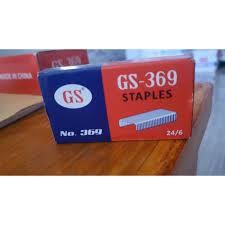 MADE IN CHINA
GS®
No. 369
GS-369
STAPLES
24/6